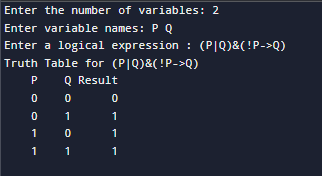 Enter the number of variables: 2
Enter variable names: P Q
Enter a logical expression : (P|Q)&(!P->Q)
Truth Table for (P|Q)&(!P->Q)
P Q Result
0 0 0
0 1 1
1 0 1
1 1 1